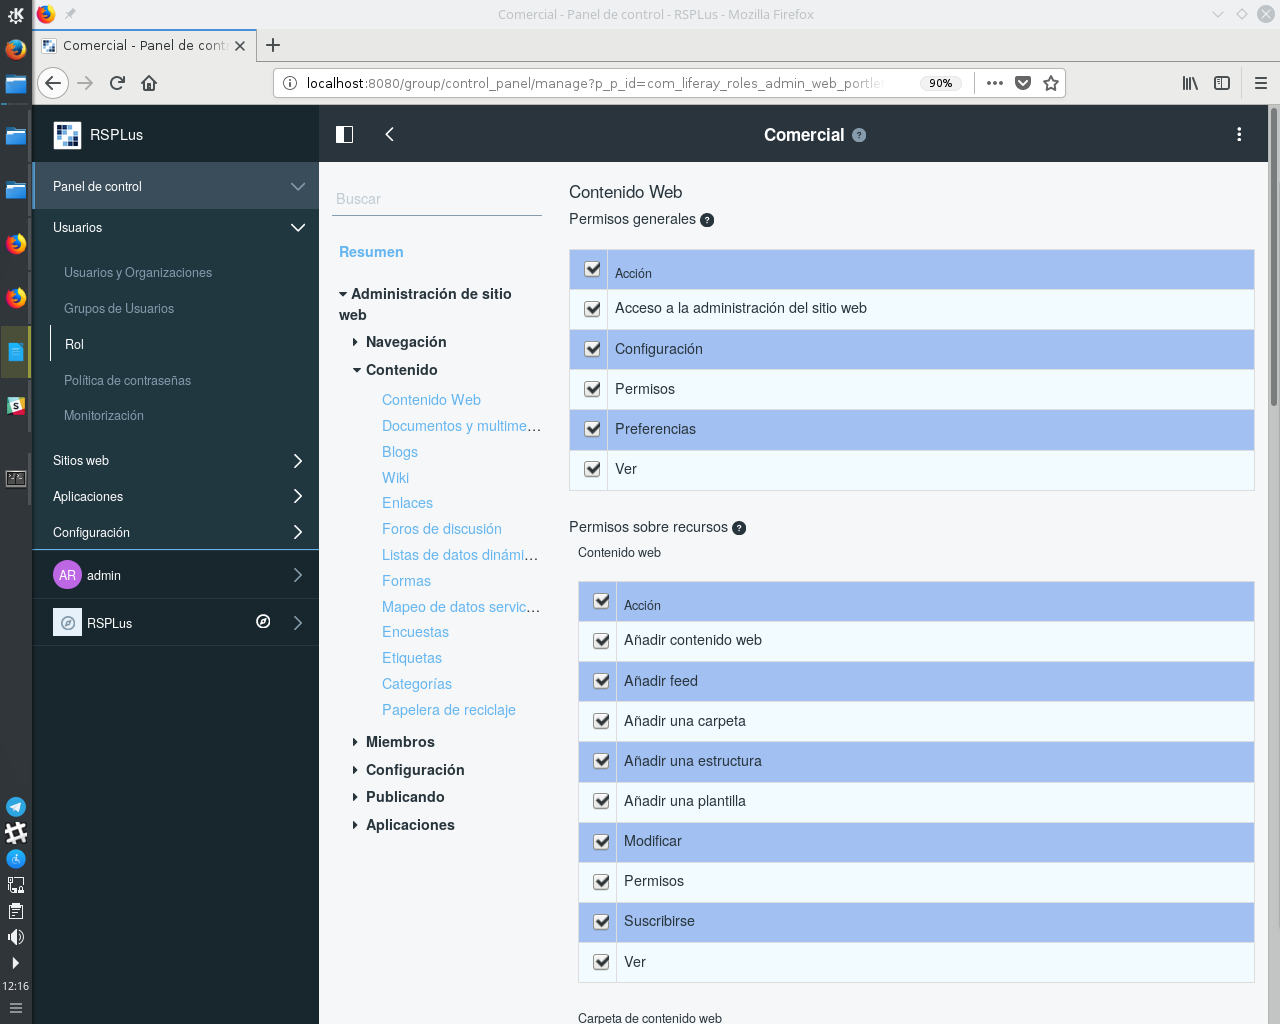 Comercial - Panel de control - RSPLus - Mozilla Firefox
Comercial - Panel de cont
localhost:8080/group/control_panel/manage?p_p_id=com_liferay_roles_admin_web_portle
90%
RSPLus
Comercial
Panel de control
Usuarios
Usuarios y Organizaciones
Grupos de Usuarios
Rol
Política de contraseñas
Monitorización
Sitios web
Aplicaciones
Configuración
AR admin
RSPLus
12:16
Buscar
Resumen
Administración de sitio
web
Navegación
Contenido
Contenido Web
Documentos y multime...
Blogs
Wiki
Enlaces
Foros de discusión
Listas de datos dinámi...
Formas
Mapeo de datos servic...
Encuestas
Etiquetas
Categorías
Papelera de reciclaje
Miembros
Configuración
Publicando
Aplicaciones
Contenido Web
Permisos generales
Acción
Acceso a la administración del sitio web
Configuración
Permisos
Preferencias
Ver
Permisos sobre recursos
Contenido web
Acción
Añadir contenido web
Añadir feed
Añadir una carpeta
Añadir una estructura
Añadir una plantilla
Modificar
Permisos
Suscribirse
Ver
Carpeta de contenido web